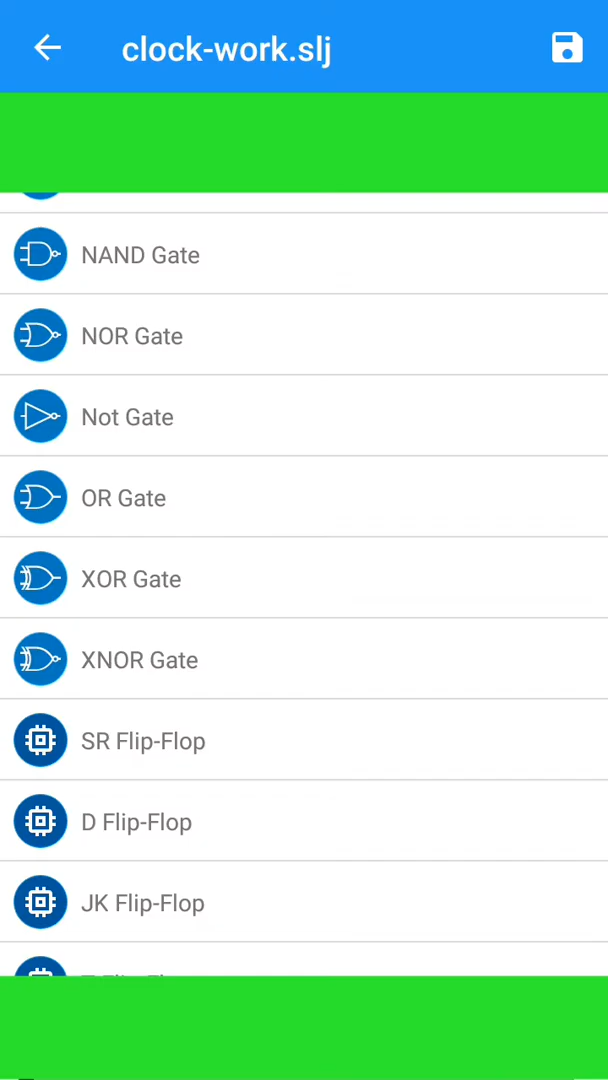 clock-work.slj
NAND Gate
NOR Gate
Not Gate
OR Gate
XOR Gate
XNOR Gate
SR Flip-Flop
D Flip-Flop
JK Flip-Flop